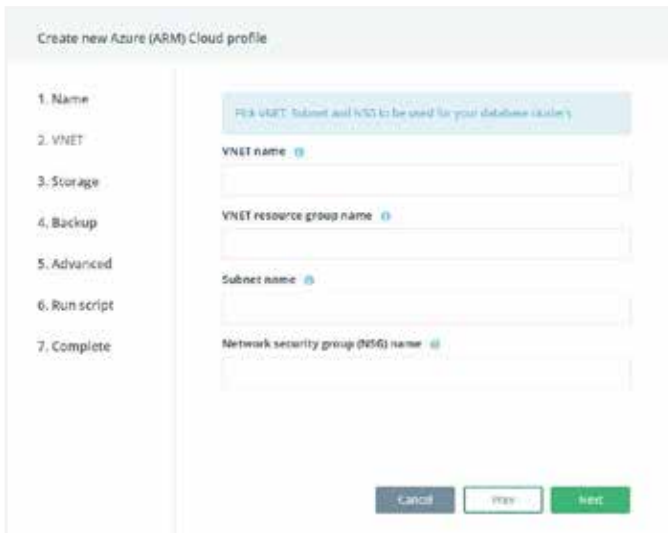 Create new Azure (ARM) Cloud profile
1. Name
2. VNET
3. Storage
4. Backup
5. Advanced
6. Run script
7. Complete
Pick VNET, Subnet and NSG to be used for your database clusters
VNET name
VNET resource group name
Subnet name
Network security group (NSG) name
Cancel
Prev
Next